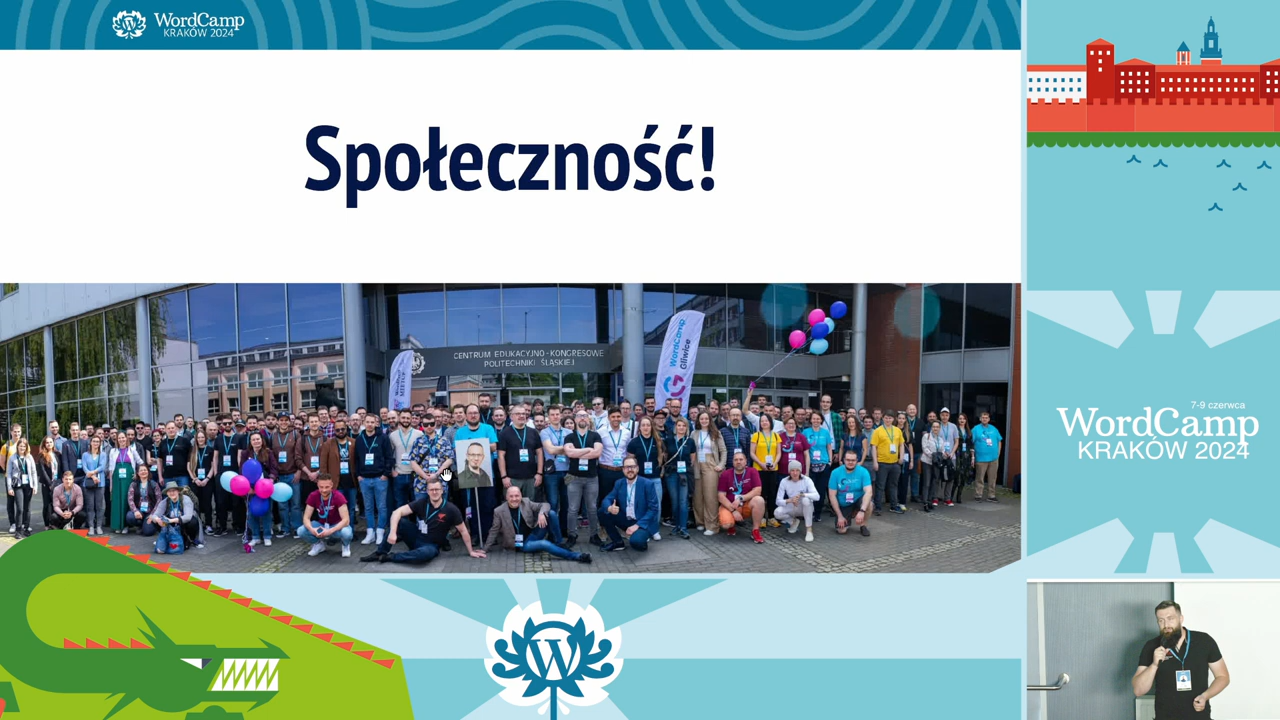 WordCamp
KRAKÓW 2024
Społeczność!
CENTRUM EDUKACYJNO-KONGRESOWE
POLITECHNIKI ŚLĄSKIEJ
WordCamp
Gliwice
7-9 czerwca
WordCamp
KRAKÓW 2024